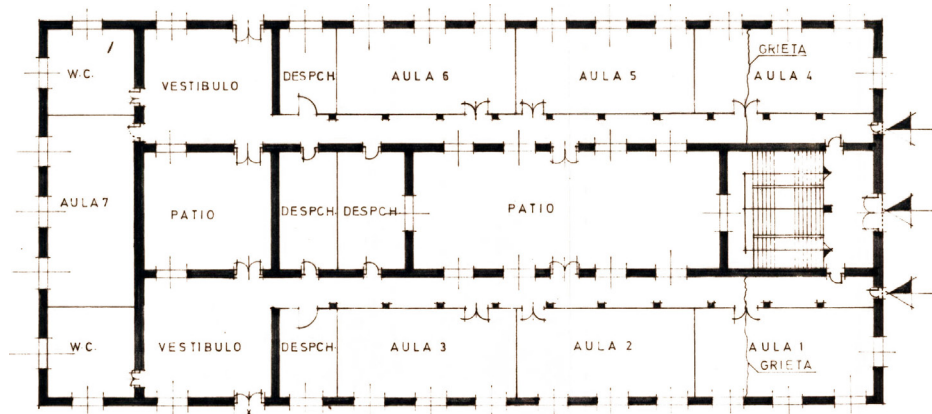 GRIETA
W.C.
DESPCH.
AULA 6
AULA 5
AULA 4
VESTIBULO
AULA 7
PATIO
DESPCH.
DESPCH.
PATIO
W.C.
VESTIBULO
DESPCH.
AULA 3
AULA 2
AULA 1
GRIETA